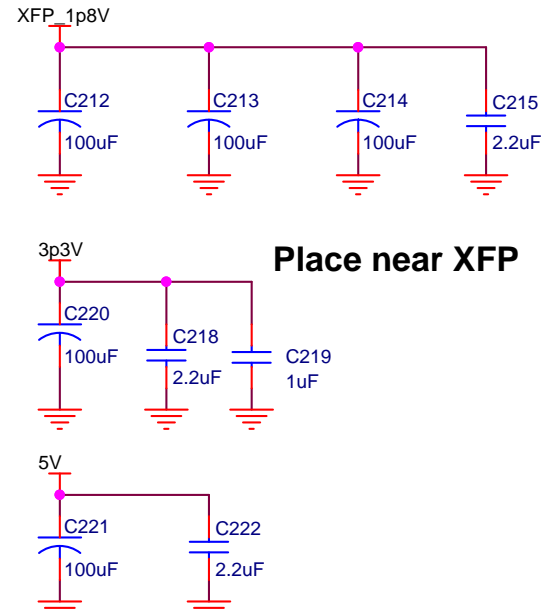 XFP_1p8V
C212 C213 C214 C215
100uF 100uF 100uF 2.2uF
3p3V
Place near XFP
C220 C218 C219
100uF 2.2uF 1uF
5V
C221 C222
100uF 2.2uF